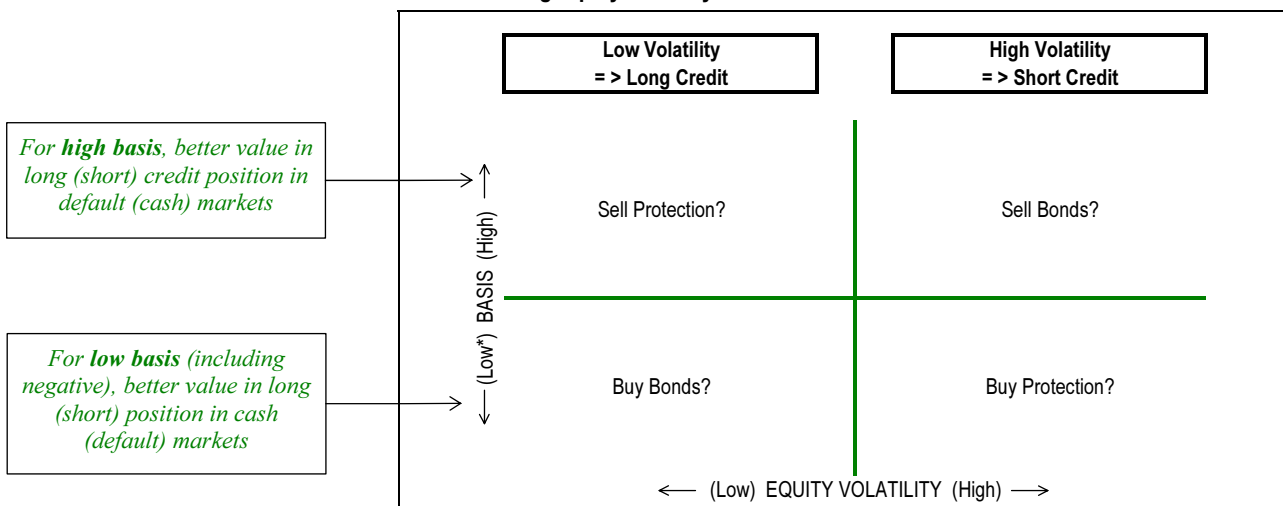 Low Volatility
= > Long Credit
High Volatility
= > Short Credit
For high basis, better value in
long (short) credit position in
default (cash) markets
(Low*) BASIS (High)
Sell Protection?
Sell Bonds?
For low basis (including
negative), better value in long
(short) position in cash
(default) markets
Buy Bonds?
Buy Protection?
(Low) EQUITY VOLATILITY (High)